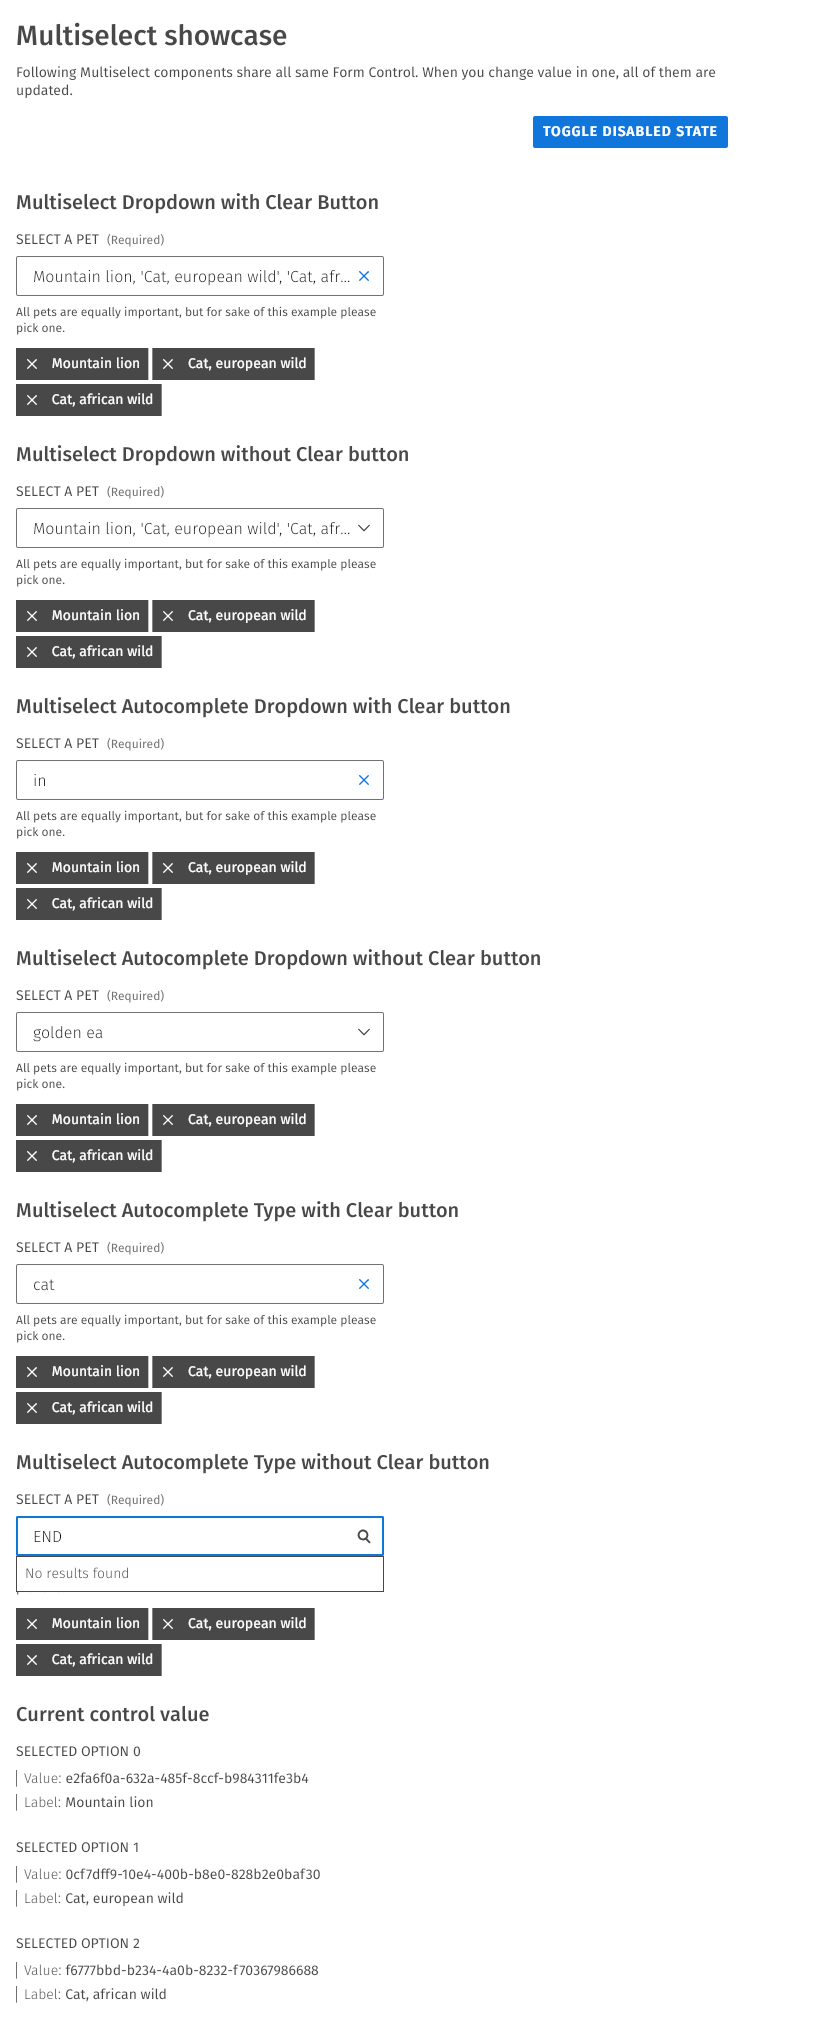 Multiselect showcase
Following Multiselect components share all same Form Control. When you change value in one, all of them are
updated.
TOGGLE DISABLED STATE
Multiselect Dropdown with Clear Button
SELECT A PET (Required)
Mountain lion, 'Cat, european wild', 'Cat, afr...
All pets are equally important, but for sake of this example please
pick one.
Mountain lion Cat, european wild
Cat, african wild
Multiselect Dropdown without Clear button
SELECT A PET (Required)
Mountain lion, 'Cat, european wild', 'Cat, afr...
All pets are equally important, but for sake of this example please
pick one.
Mountain lion Cat, european wild
Cat, african wild
Multiselect Autocomplete Dropdown with Clear button
SELECT A PET (Required)
in
All pets are equally important, but for sake of this example please
pick one.
Mountain lion Cat, european wild
Cat, african wild
Multiselect Autocomplete Dropdown without Clear button
SELECT A PET (Required)
golden ea
All pets are equally important, but for sake of this example please
pick one.
Mountain lion Cat, european wild
Cat, african wild
Multiselect Autocomplete Type with Clear button
SELECT A PET (Required)
cat
All pets are equally important, but for sake of this example please
pick one.
Mountain lion Cat, european wild
Cat, african wild
Multiselect Autocomplete Type without Clear button
SELECT A PET (Required)
END
No results found
Mountain lion Cat, european wild
Cat, african wild
Current control value
SELECTED OPTION 0
Value: e2fa6f0a-632a-485f-8ccf-b984311fe3b4
Label: Mountain lion
SELECTED OPTION 1
Value: 0cf7dff9-10e4-400b-b8e0-828b2e0baf30
Label: Cat, european wild
SELECTED OPTION 2
Value: f6777bbd-b234-4a0b-8232-f70367986688
Label: Cat, african wild